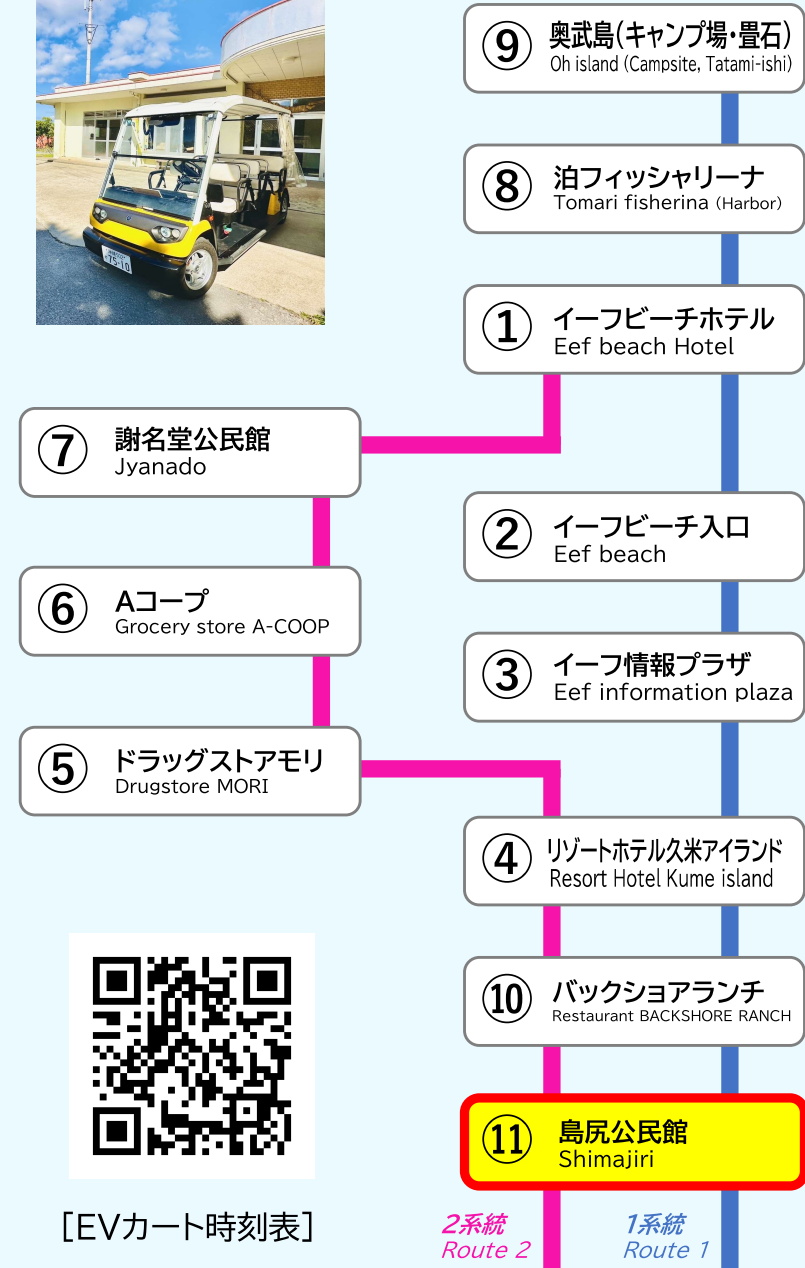 ⑨ 奥武島(キャンプ場・畳石)
Oh island (Campsite, Tatami-ishi)
⑧ 泊フィッシャリーナ
Tomari fisherina (Harbor)
① イーフビーチホテル
Eef beach Hotel
⑦ 謝名堂公民館
Jyanado
② イーフビーチ入口
Eef beach
⑥ Aコープ
Grocery store A-COOP
③ イーフ情報プラザ
Eef information plaza
⑤ ドラッグストアモリ
Drugstore MORI
④ リゾートホテル久米アイランド
Resort Hotel Kume island
⑩ バックショアランチ
Restaurant BACKSHORE RANCH
⑪ 島尻公民館
Shimajiri
[EVカート時刻表]
2系統
Route 2
1系統
Route 1
75-10